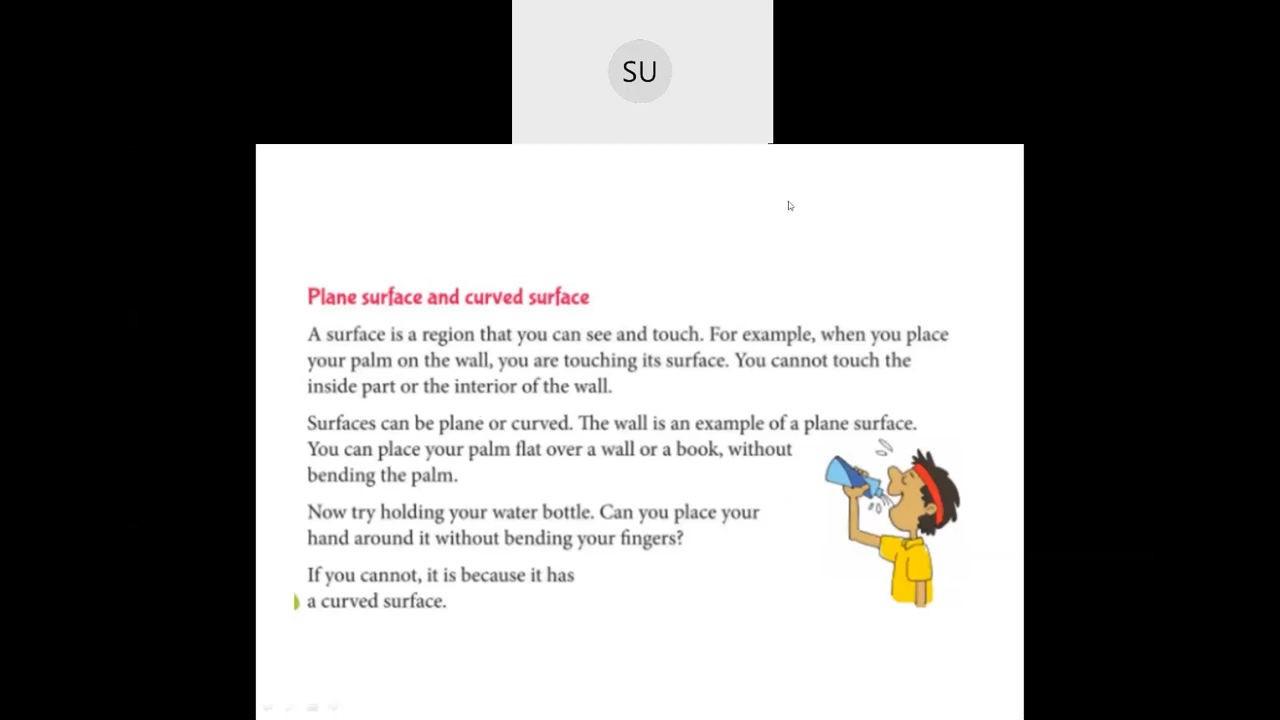 SU
Plane surface and curved surface
A surface is a region that you can see and touch. For example, when you place
your palm on the wall, you are touching its surface. You cannot touch the
inside part or the interior of the wall.
Surfaces can be plane or curved. The wall is an example of a plane surface.
You can place your palm flat over a wall or a book, without
bending the palm.
Now try holding your water bottle. Can you place your
hand around it without bending your fingers?
If you cannot, it is because it has
a curved surface.